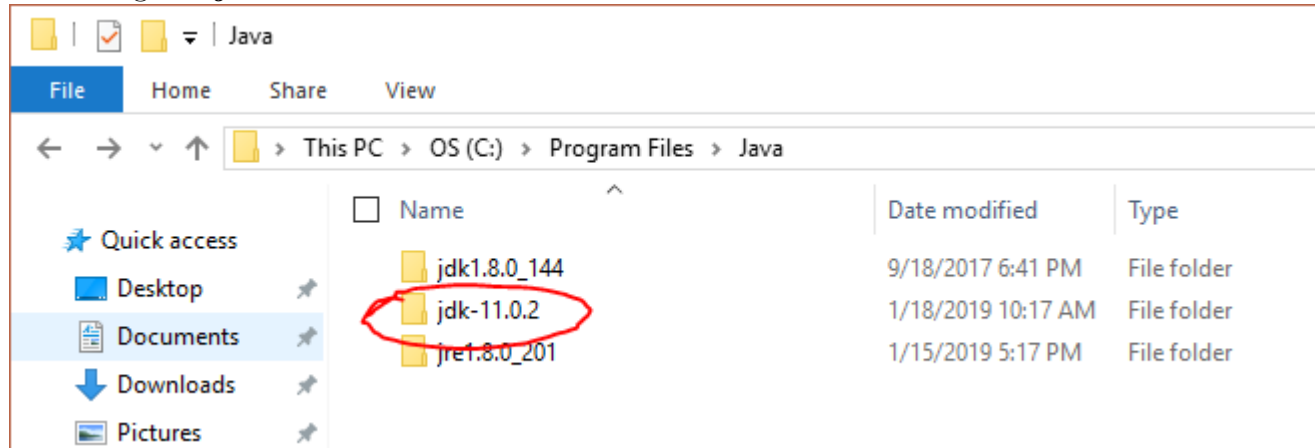 Java
File Home Share View
This PC > OS (C:) > Program Files > Java
Name Date modified Type
Quick access
jdk1.8.0_144 9/18/2017 6:41 PM File folder
Desktop
jdk-11.0.2 1/18/2019 10:17 AM File folder
Documents
jre1.8.0_201 1/15/2019 5:17 PM File folder
Downloads
Pictures